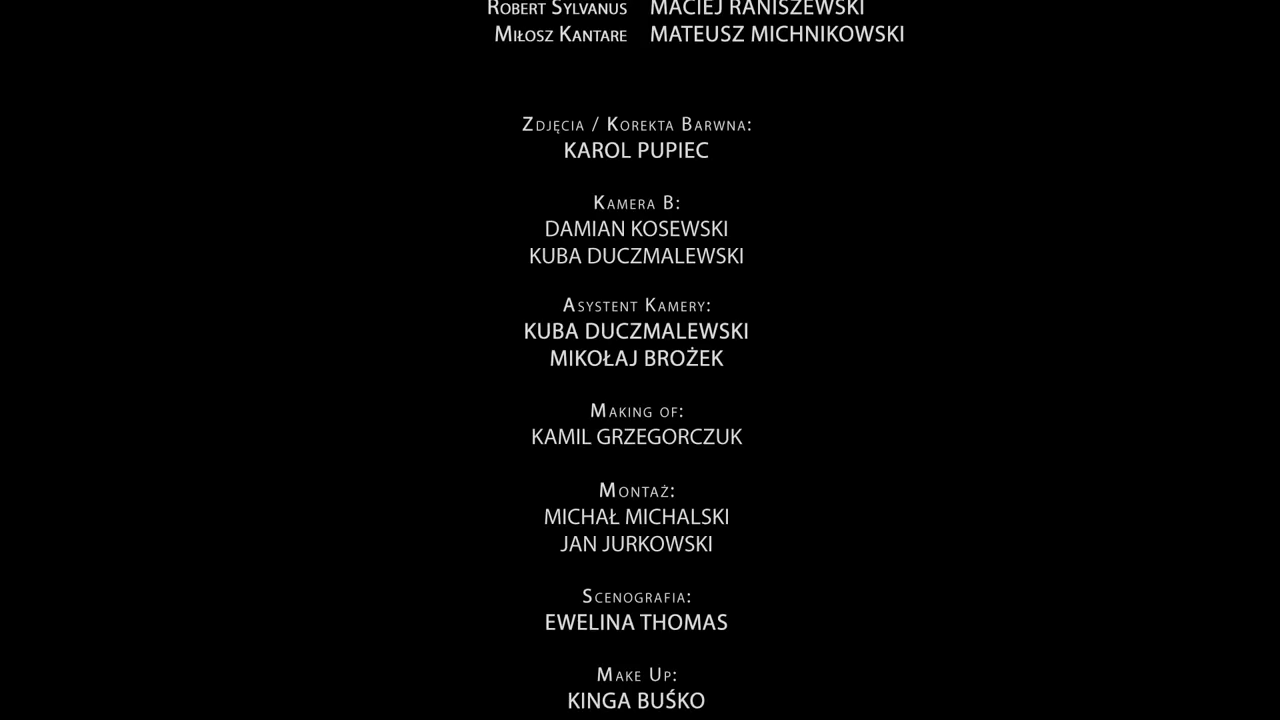 Robert Sylvanus MACIEJ RANISZEWSKI
Miłosz Kantare MATEUSZ MICHNIKOWSKI
Zdjęcia / Korekta Barwna:
KAROL PUPIEC
Kamera B:
DAMIAN KOSEWSKI
KUBA DUCZMALEWSKI
Asystent Kamery:
KUBA DUCZMALEWSKI
MIKOŁAJ BROŻEK
Making of:
KAMIL GRZEGORCZUK
Montaż:
MICHAŁ MICHALSKI
JAN JURKOWSKI
Scenografia:
EWELINA THOMAS
Make Up:
KINGA BUŚKO